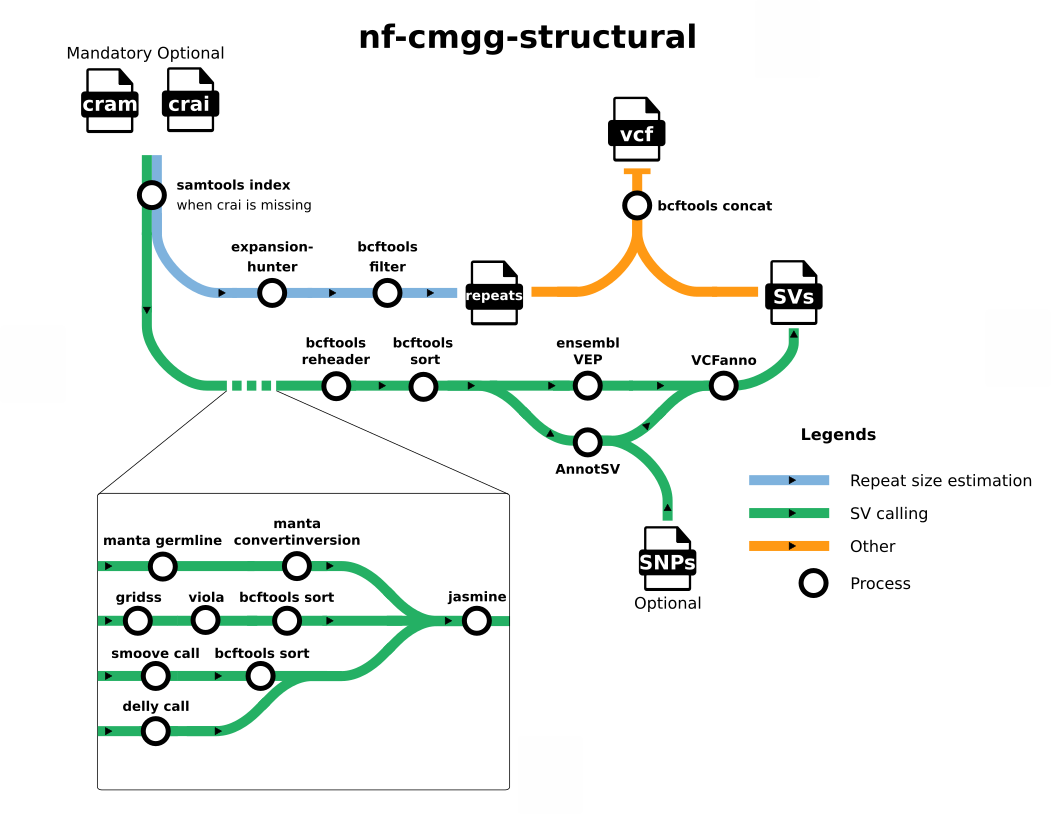 nf-cmgg-structural
Mandatory Optional
cram
crai
vcf
samtools index
when crai is missing
bcftools concat
expansion-
hunter
bcftools
filter
repeats
SVs
bcftools
reheader
bcftools
sort
ensembl
VEP
VCFanno
AnnotSV
Legends
Repeat size estimation
SV calling
Other
Process
SNPs
Optional
manta germline
manta
convertinversion
gridss
viola
bcftools sort
jasmine
smoove call
bcftools sort
delly call